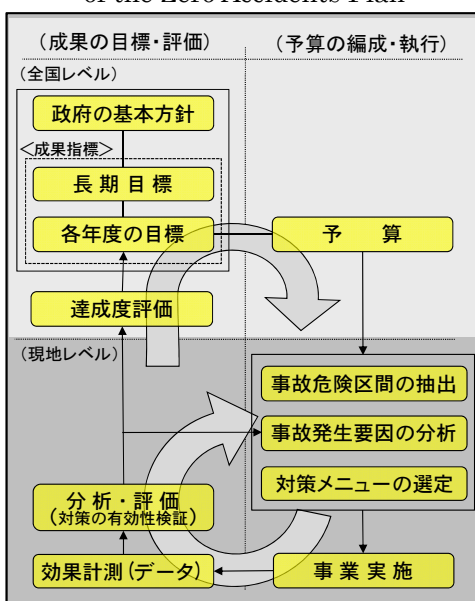 of the Zero Accidents Plan
(成果の目標・評価)
(予算の編成・執行)
(全国レベル)
政府の基本方針
<成果指標>
長期目標
各年度の目標
予算
達成度評価
(現地レベル)
事故危険区間の抽出
事故発生要因の分析
対策メニューの選定
分析・評価
(対策の有効性検証)
効果計測(データ)
事業実施